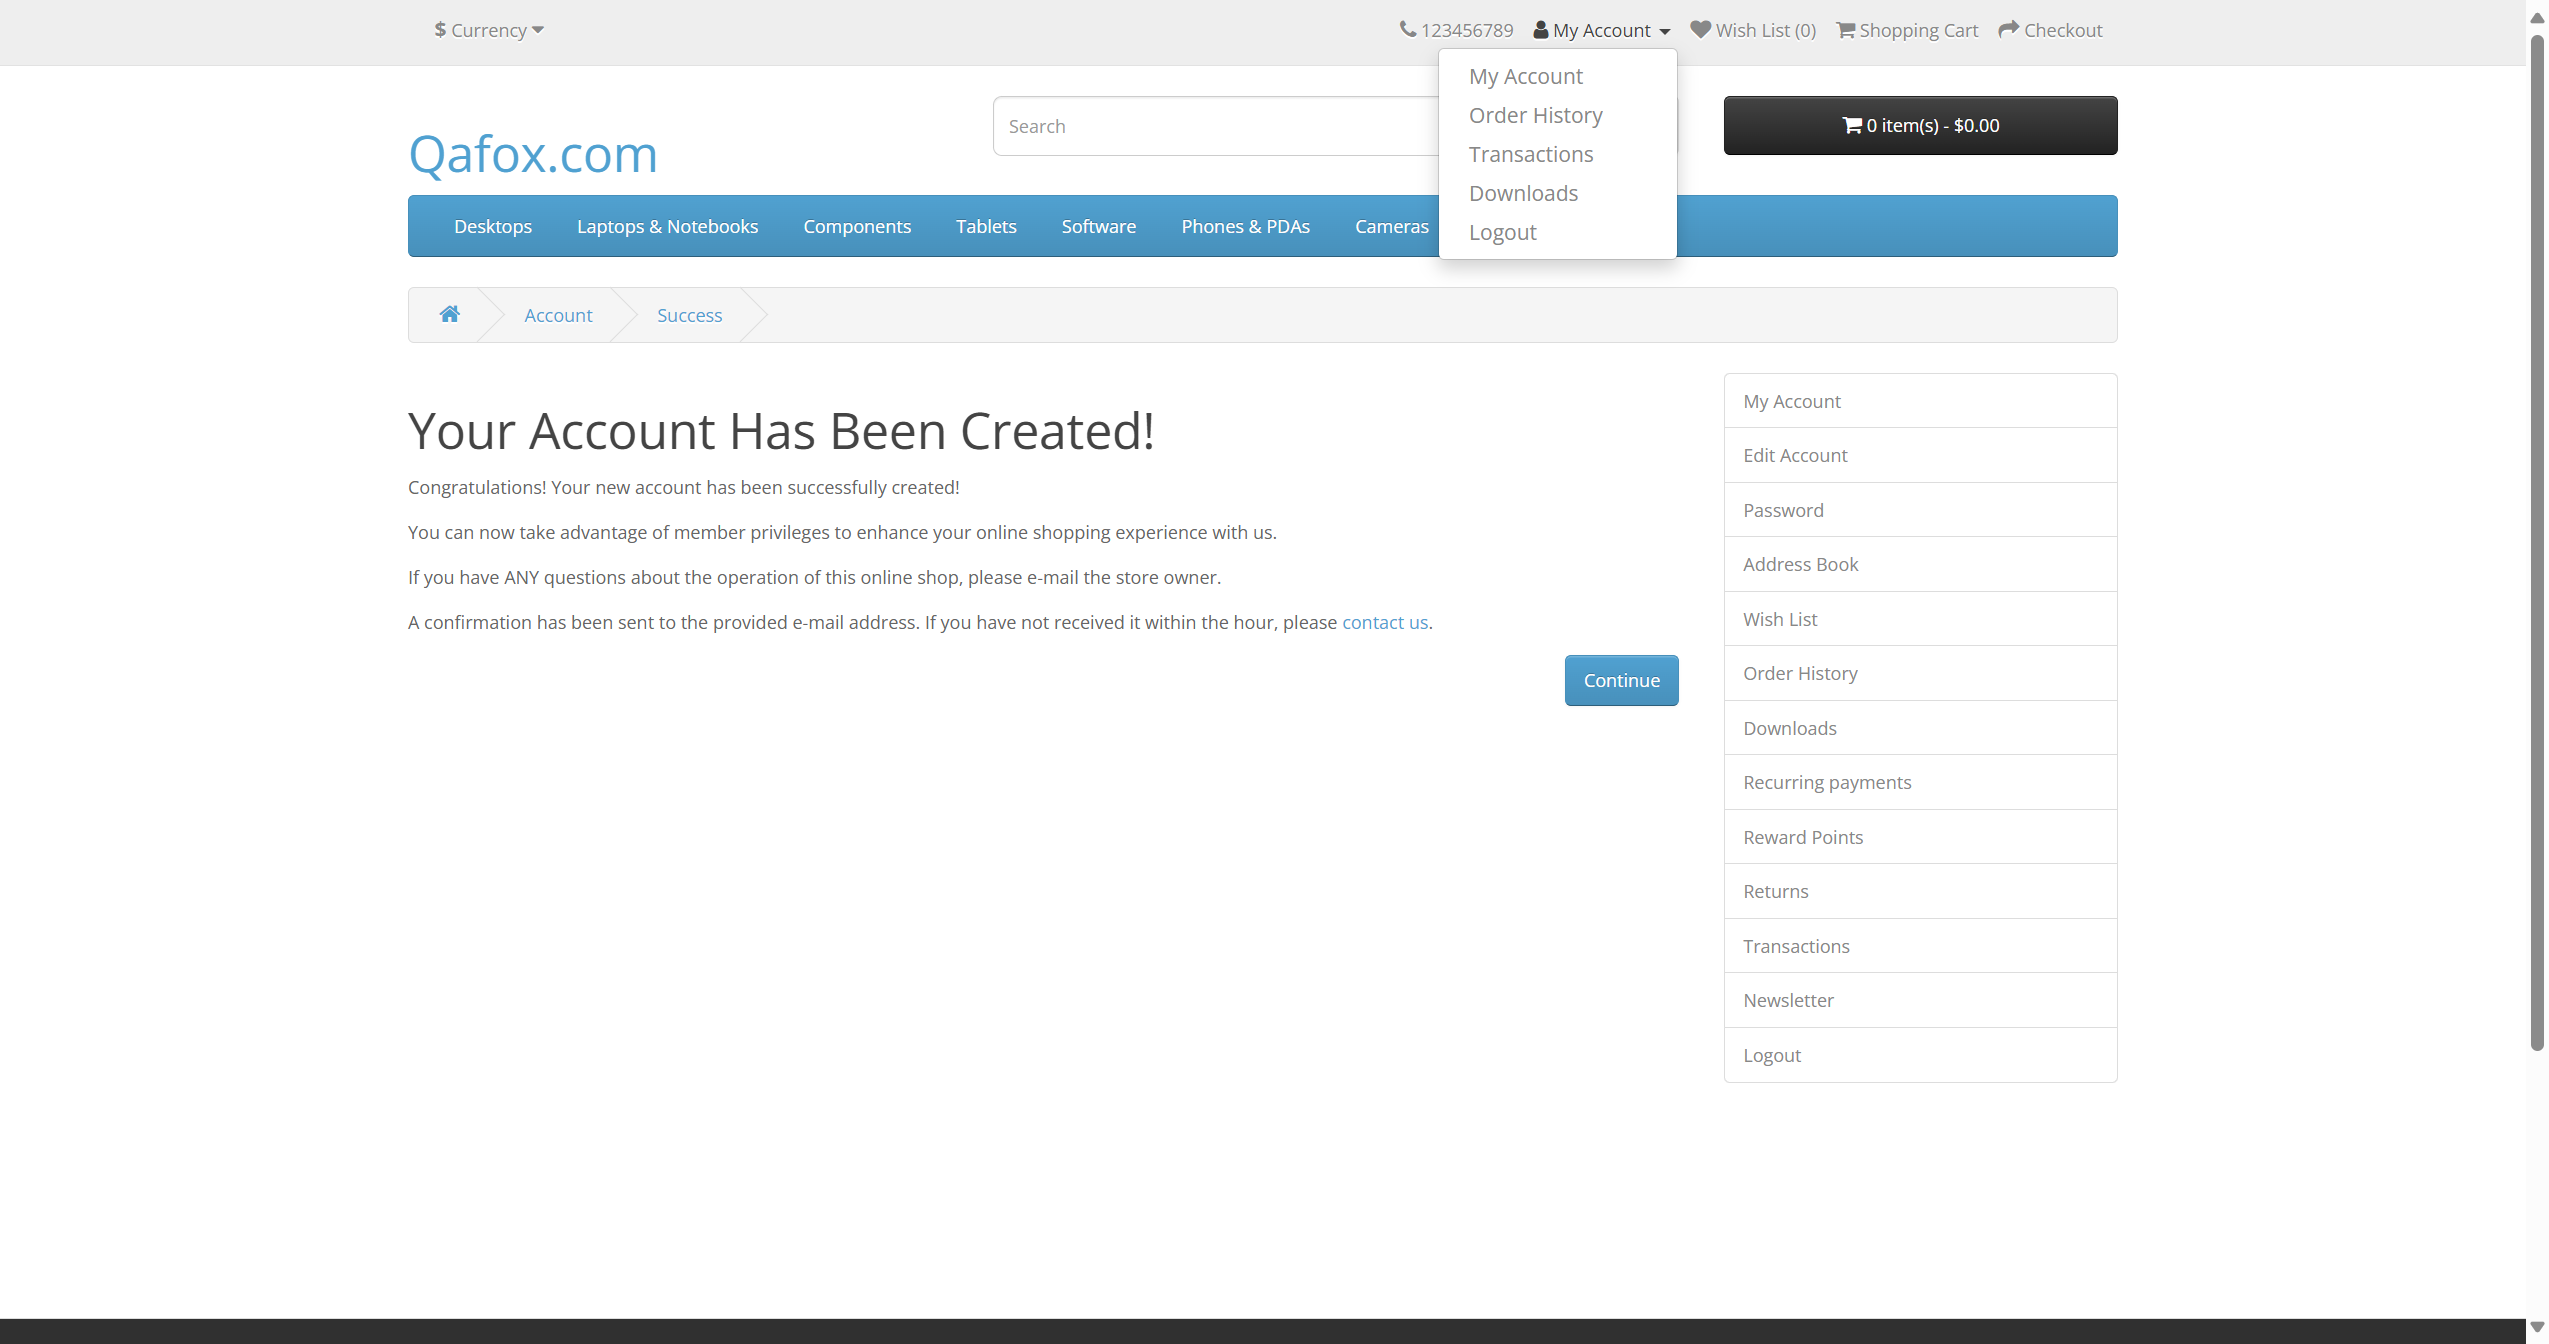 $ Currency
123456789 My Account Wish List (0) Shopping Cart Checkout
My Account
Order History
Transactions
Downloads
Logout
Qafox.com
Search
0 item(s) - $0.00
Desktops Laptops & Notebooks Components Tablets Software Phones & PDAs Cameras
Account Success
Your Account Has Been Created!
Congratulations! Your new account has been successfully created!
You can now take advantage of member privileges to enhance your online shopping experience with us.
If you have ANY questions about the operation of this online shop, please e-mail the store owner.
A confirmation has been sent to the provided e-mail address. If you have not received it within the hour, please contact us.
Continue
My Account
Edit Account
Password
Address Book
Wish List
Order History
Downloads
Recurring payments
Reward Points
Returns
Transactions
Newsletter
Logout